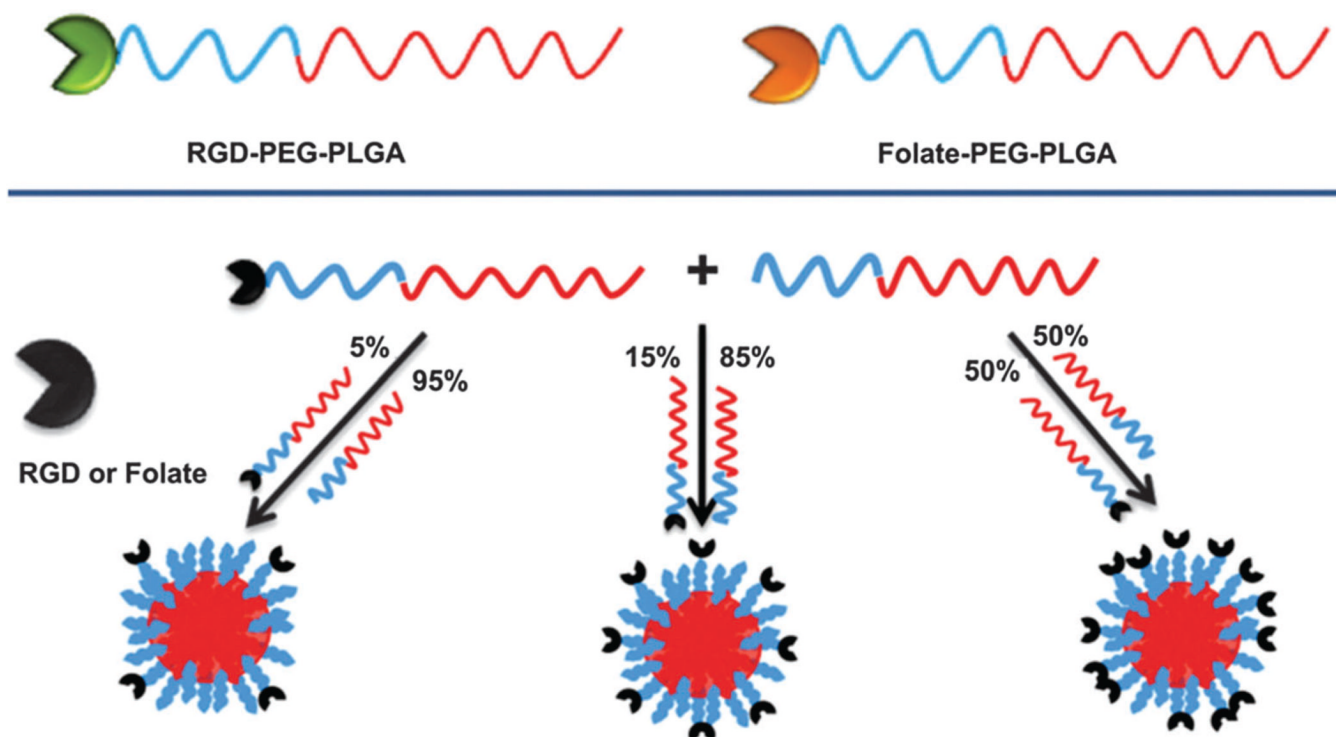 RGD-PEG-PLGA
Folate-PEG-PLGA
+
5%
95%
15%
85%
50%
50%
RGD or Folate